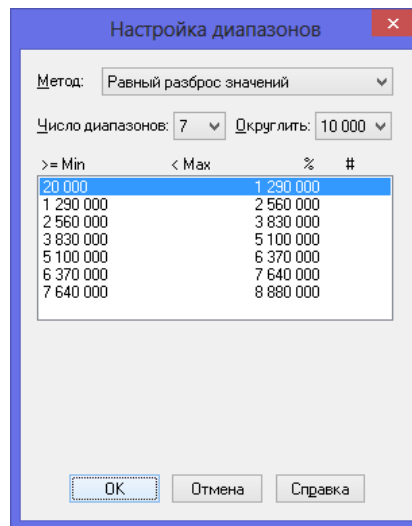 Настройка диапазонов
Метод: Равный разброс значений
Число диапазонов: 7 Округлить: 10 000
>= Min < Max % #
20 000 1 290 000
1 290 000 2 560 000
2 560 000 3 830 000
3 830 000 5 100 000
5 100 000 6 370 000
6 370 000 7 640 000
7 640 000 8 880 000
OK Отмена Справка